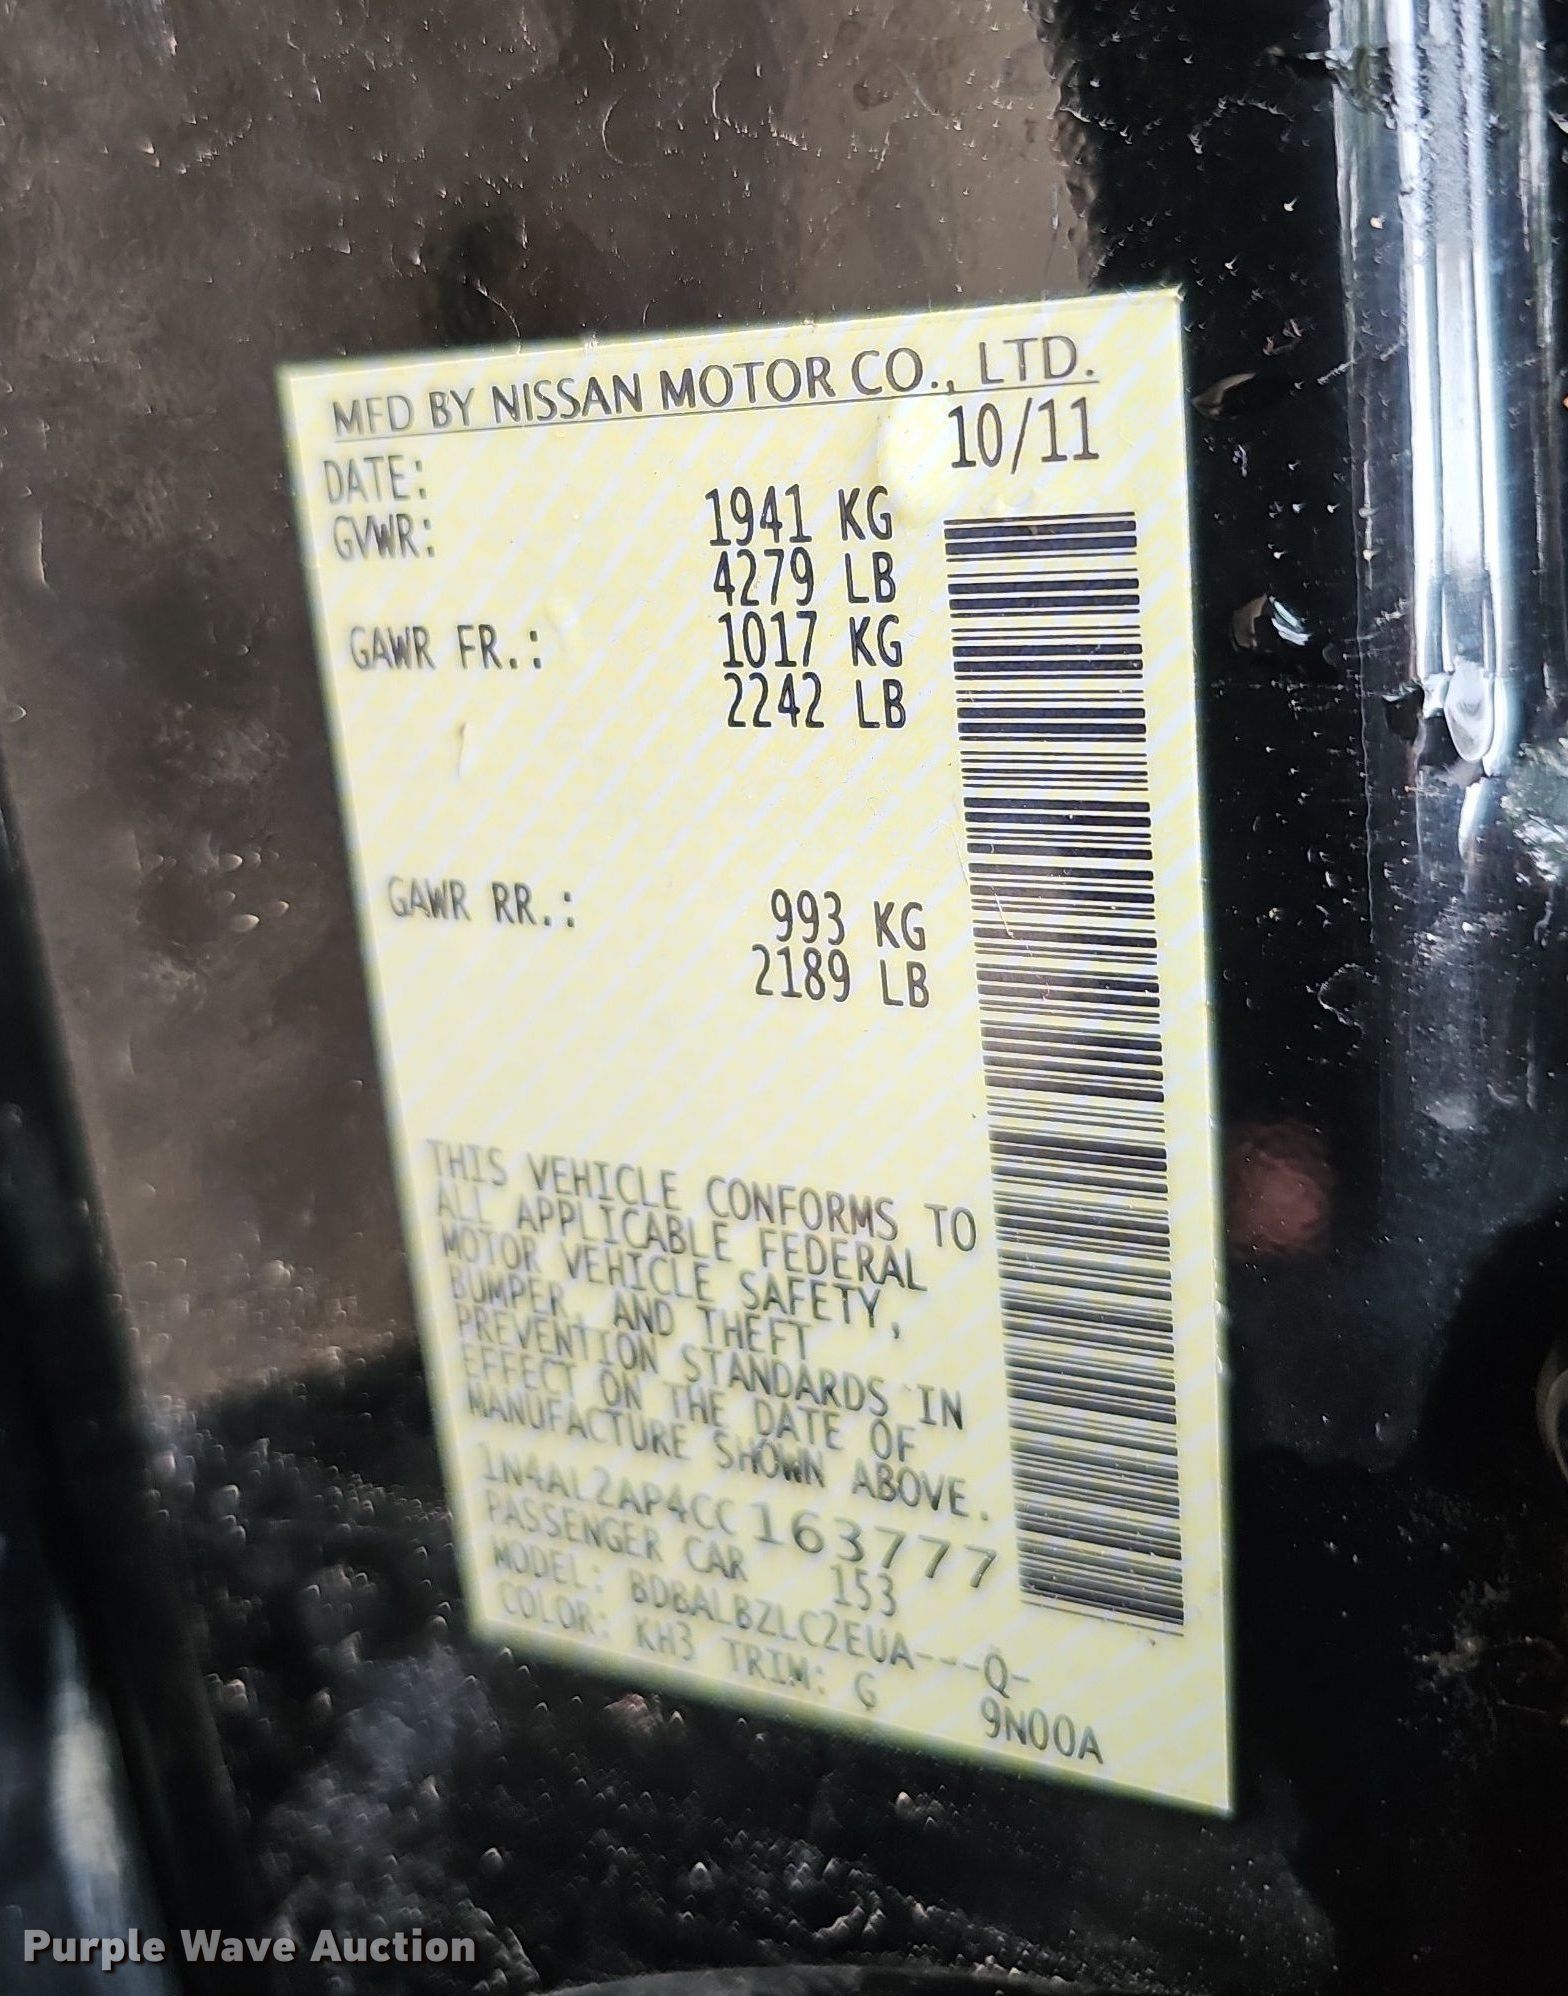 MFD BY NISSAN MOTOR CO., LTD.
DATE: 10/11
GVWR: 1941 KG
4279 LB
GAWR FR.: 1017 KG
2242 LB
GAWR RR.: 993 KG
2189 LB
THIS VEHICLE CONFORMS TO
ALL APPLICABLE FEDERAL
MOTOR VEHICLE SAFETY,
BUMPER, AND THEFT
PREVENTION STANDARDS IN
EFFECT ON THE DATE OF
MANUFACTURE SHOWN ABOVE.
1N4AL2AP4CC163777
PASSENGER CAR 153
MODEL: BDBALBZLC2EUA---Q-
COLOR: KH3 TRIM: G 9N00A
Purple Wave Auction